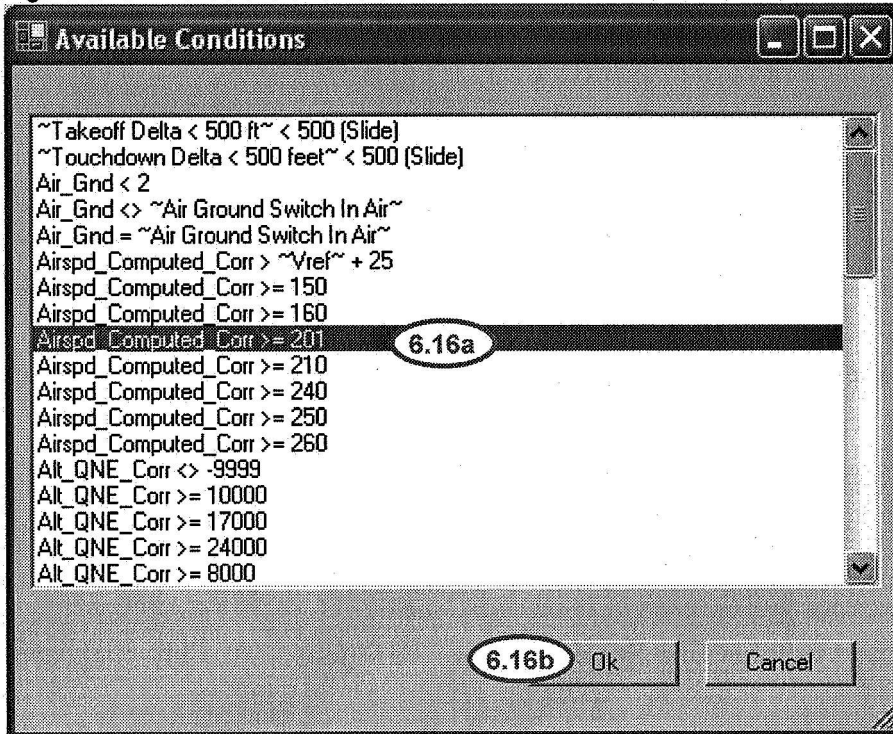 Available Conditions
~Takeoff Delta < 500 ft~ < 500 (Slide)
~Touchdown Delta < 500 feet~ < 500 (Slide)
Air_Gnd < 2
Air_Gnd <> ~Air Ground Switch In Air~
Air_Gnd = ~Air Ground Switch In Air~
Airspd_Computed_Corr > ~Vref~ + 25
Airspd_Computed_Corr >= 150
Airspd_Computed_Corr >= 160
Airspd_Computed_Corr >= 201 6.16a
Airspd_Computed_Corr >= 210
Airspd_Computed_Corr >= 240
Airspd_Computed_Corr >= 250
Airspd_Computed_Corr >= 260
Alt_QNE_Corr <> -9999
Alt_QNE_Corr >= 10000
Alt_QNE_Corr >= 17000
Alt_QNE_Corr >= 24000
Alt_QNE_Corr >= 8000
6.16b Ok Cancel